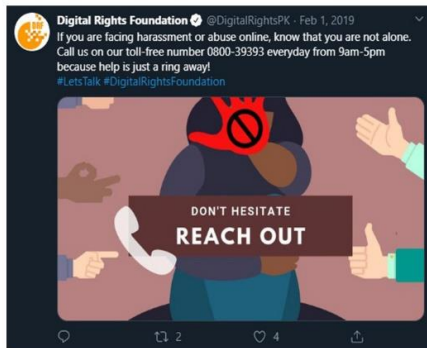 Digital Rights Foundation @DigitalRightsPK · Feb 1, 2019
If you are facing harassment or abuse online, know that you are not alone.
Call us on our toll-free number 0800-39393 everyday from 9am-5pm
because help is just a ring away!
#LetsTalk #DigitalRightsFoundation
DON'T HESITATE
REACH OUT
2 4